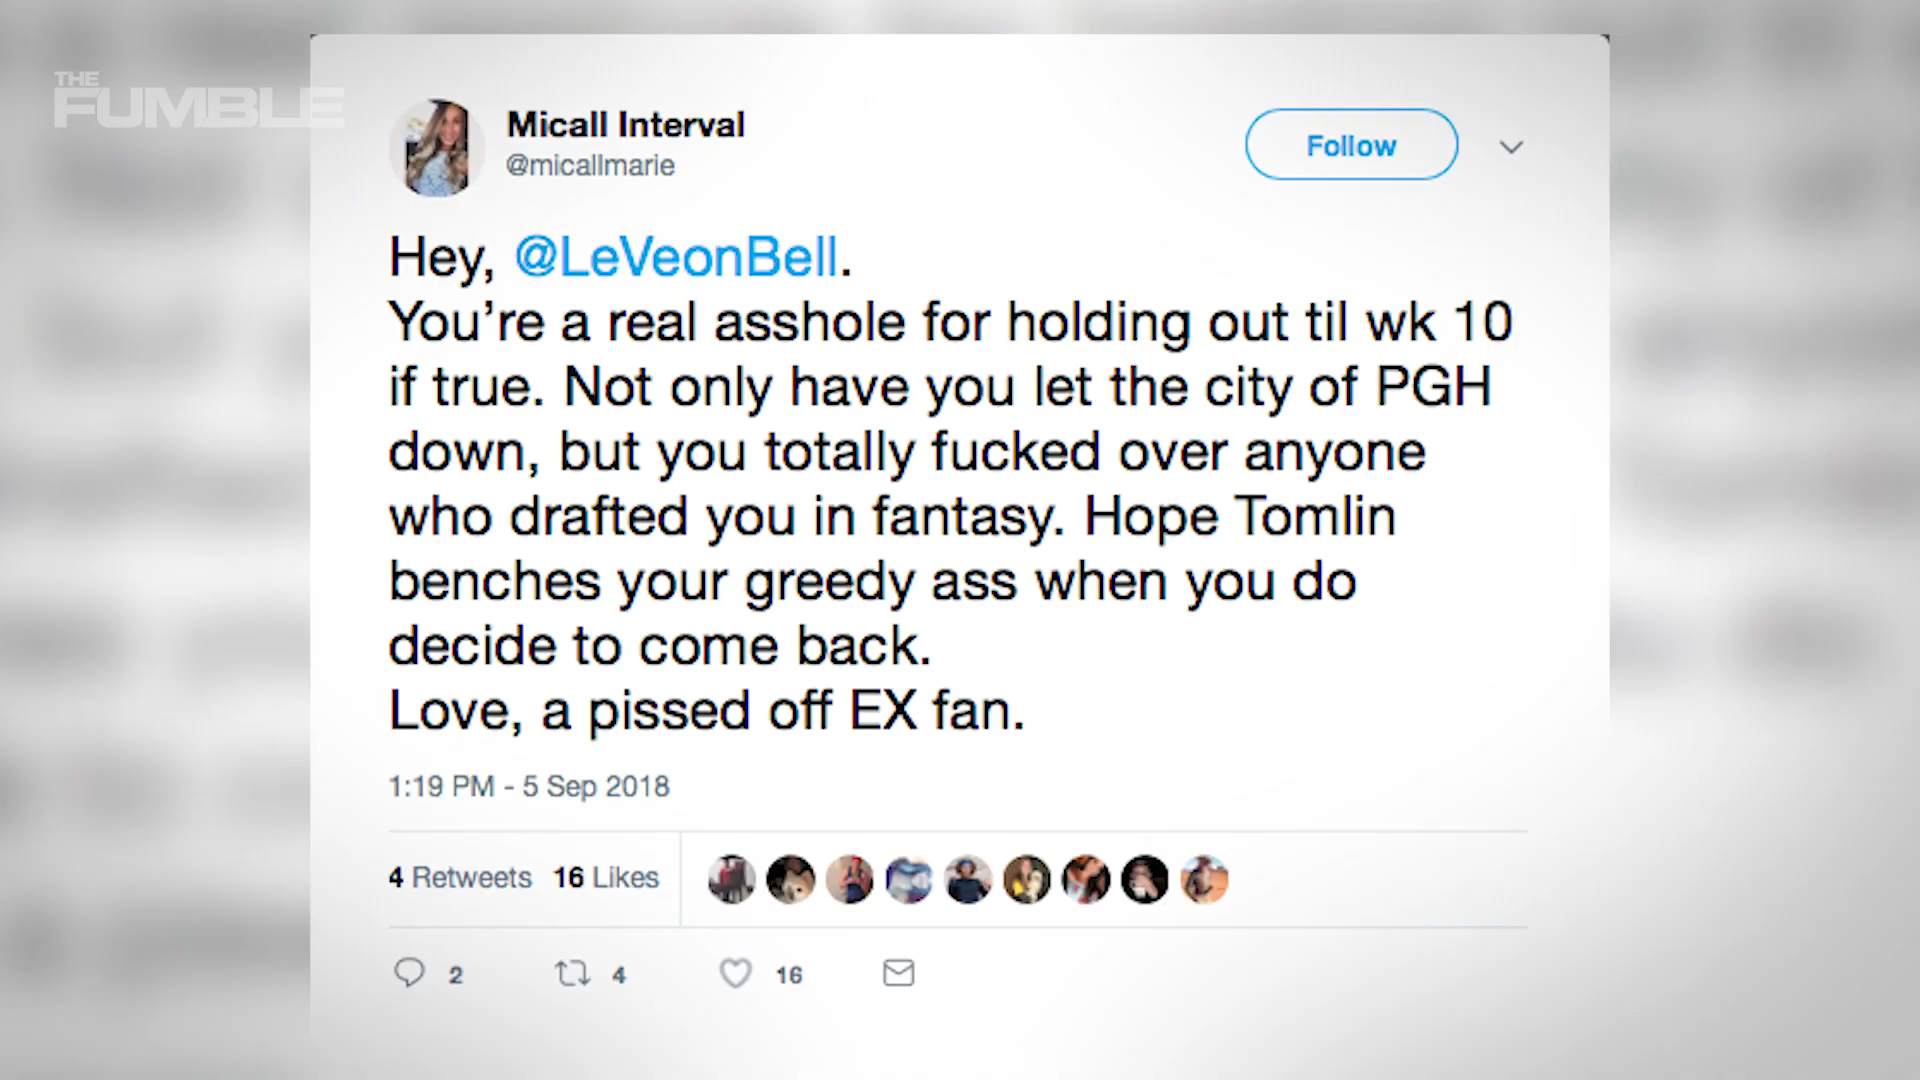 THE
FUMBLE
Micall Interval
@micallmarie
Follow
Hey, @LeVeonBell.
You’re a real asshole for holding out til wk 10
if true. Not only have you let the city of PGH
down, but you totally fucked over anyone
who drafted you in fantasy. Hope Tomlin
benches your greedy ass when you do
decide to come back.
Love, a pissed off EX fan.
1:19 PM - 5 Sep 2018
4 Retweets 16 Likes
2 4 16